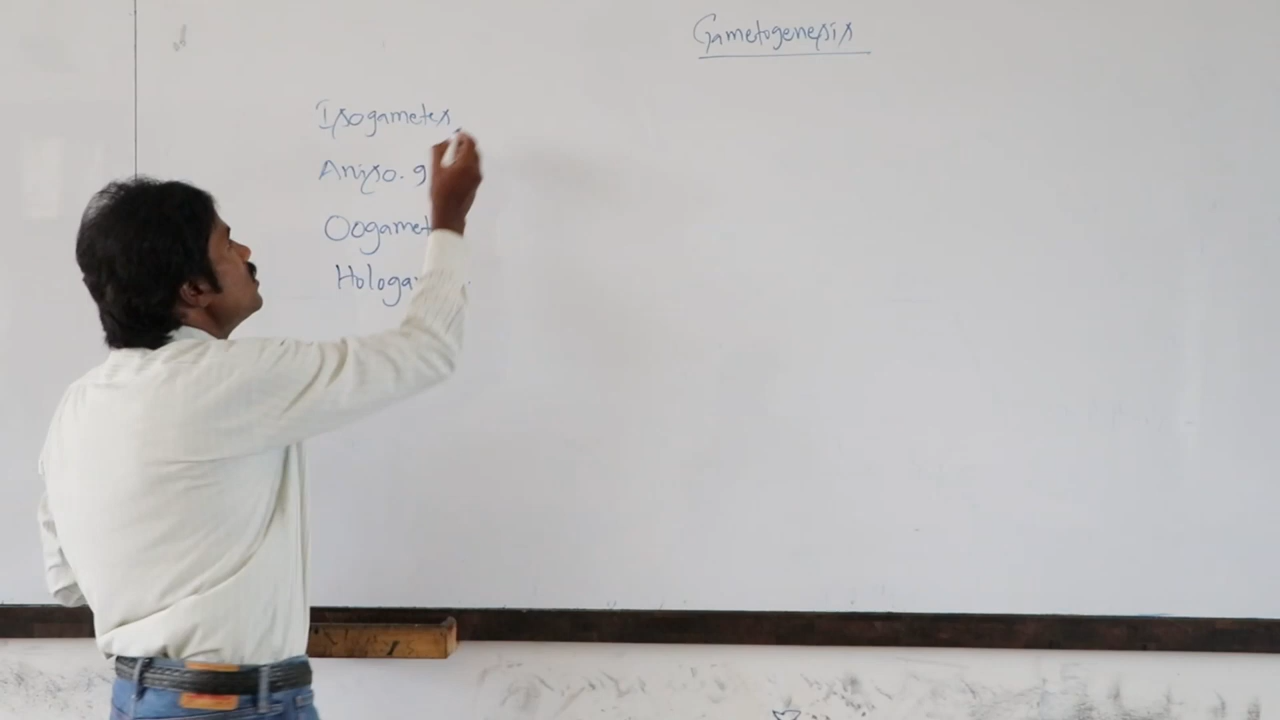 Gametogenesis
Isogametes
Aniso. g
Oogamet
Hologa